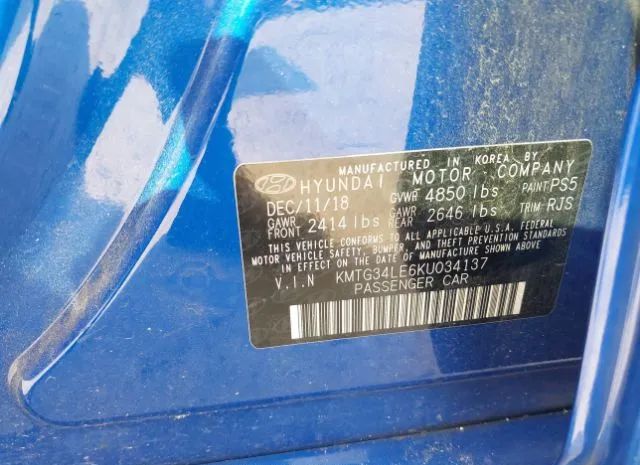 MANUFACTURED IN KOREA BY
HYUNDAI MOTOR COMPANY
DEC/11/18 GVWR 4850 lbs PAINT PS5
GAWR FRONT 2414 lbs GAWR REAR 2646 lbs TRIM RJS
THIS VEHICLE CONFORMS TO ALL APPLICABLE U.S.A. FEDERAL
MOTOR VEHICLE SAFETY, BUMPER, AND THEFT PREVENTION STANDARDS
IN EFFECT ON THE DATE OF MANUFACTURE SHOWN ABOVE.
V.I.N KMTG34LE6KU034137
PASSENGER CAR